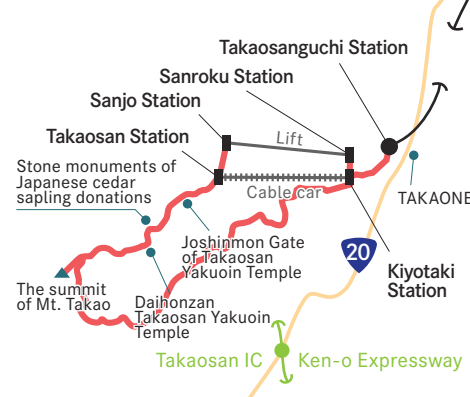 Takaosanguchi Station
Sanroku Station
Sanjo Station
Takaosan Station
Lift
Stone monuments of
Japanese cedar
sapling donations
Cable car
TAKAONE
Joshinmon Gate
of Takaosan
Yakuoin Temple
20
Kiyotaki
Station
The summit
of Mt. Takao
Daihonzan
Takaosan Yakuoin
Temple
Takaosan IC
Ken-o Expressway